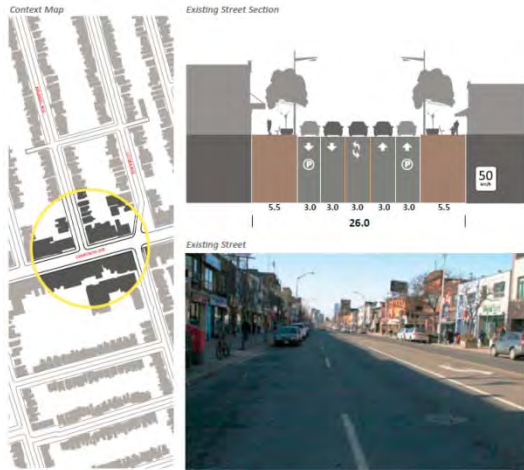 Context Map
Existing Street Section
P
P
50
km/h
5.5 3.0 3.0 3.0 3.0 3.0 5.5
26.0
Existing Street